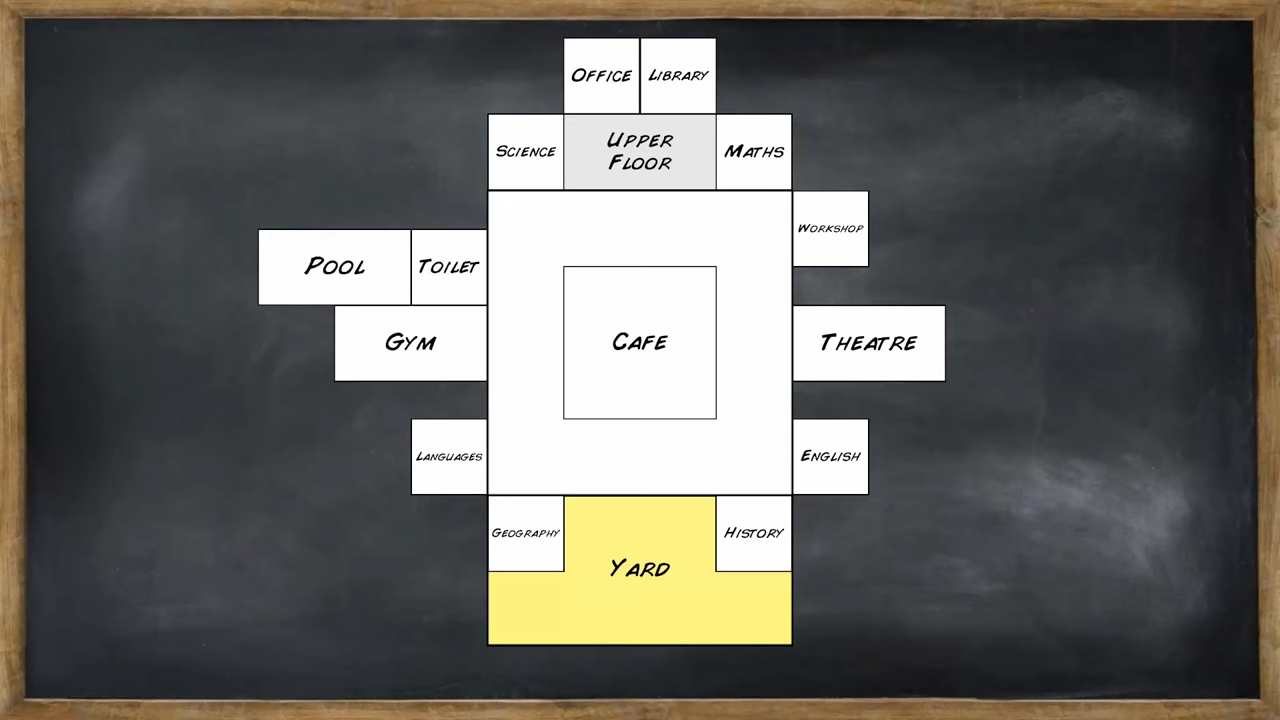 Office
Library
Science
Upper
Floor
Maths
Workshop
Pool
Toilet
Gym
Cafe
Theatre
Languages
English
Geography
History
Yard